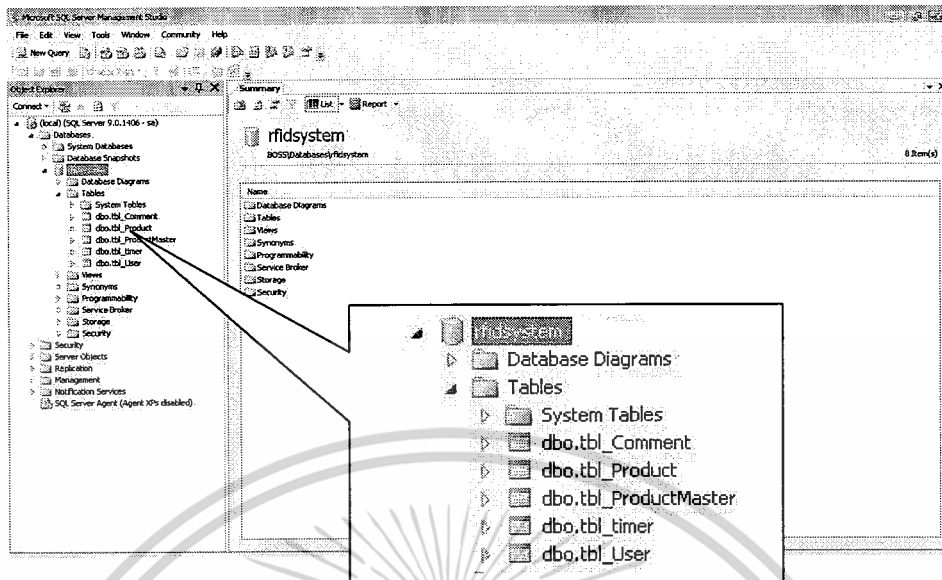 Microsoft SQL Server Management Studio
File Edit View Tools Window Community Help
New Query
Object Explorer
Connect
(local) (SQL Server 9.0.1406 - sa)
Databases
System Databases
Database Snapshots
Database Diagrams
Tables
System Tables
dbo.tbl_Comment
dbo.tbl_Product
dbo.tbl_ProductMaster
dbo.tbl_timer
dbo.tbl_User
Views
Synonyms
Programmability
Service Broker
Storage
Security
Security
Server Objects
Replication
Management
Notification Services
SQL Server Agent (Agent XPs disabled)
Summary
List Report
rfidsystem
BOSS\Databases\rfidsystem
8 Item(s)
Name
Database Diagrams
Tables
Views
Synonyms
Programmability
Service Broker
Storage
Security
rfidsystem
Database Diagrams
Tables
System Tables
dbo.tbl_Comment
dbo.tbl_Product
dbo.tbl_ProductMaster
dbo.tbl_timer
dbo.tbl_User